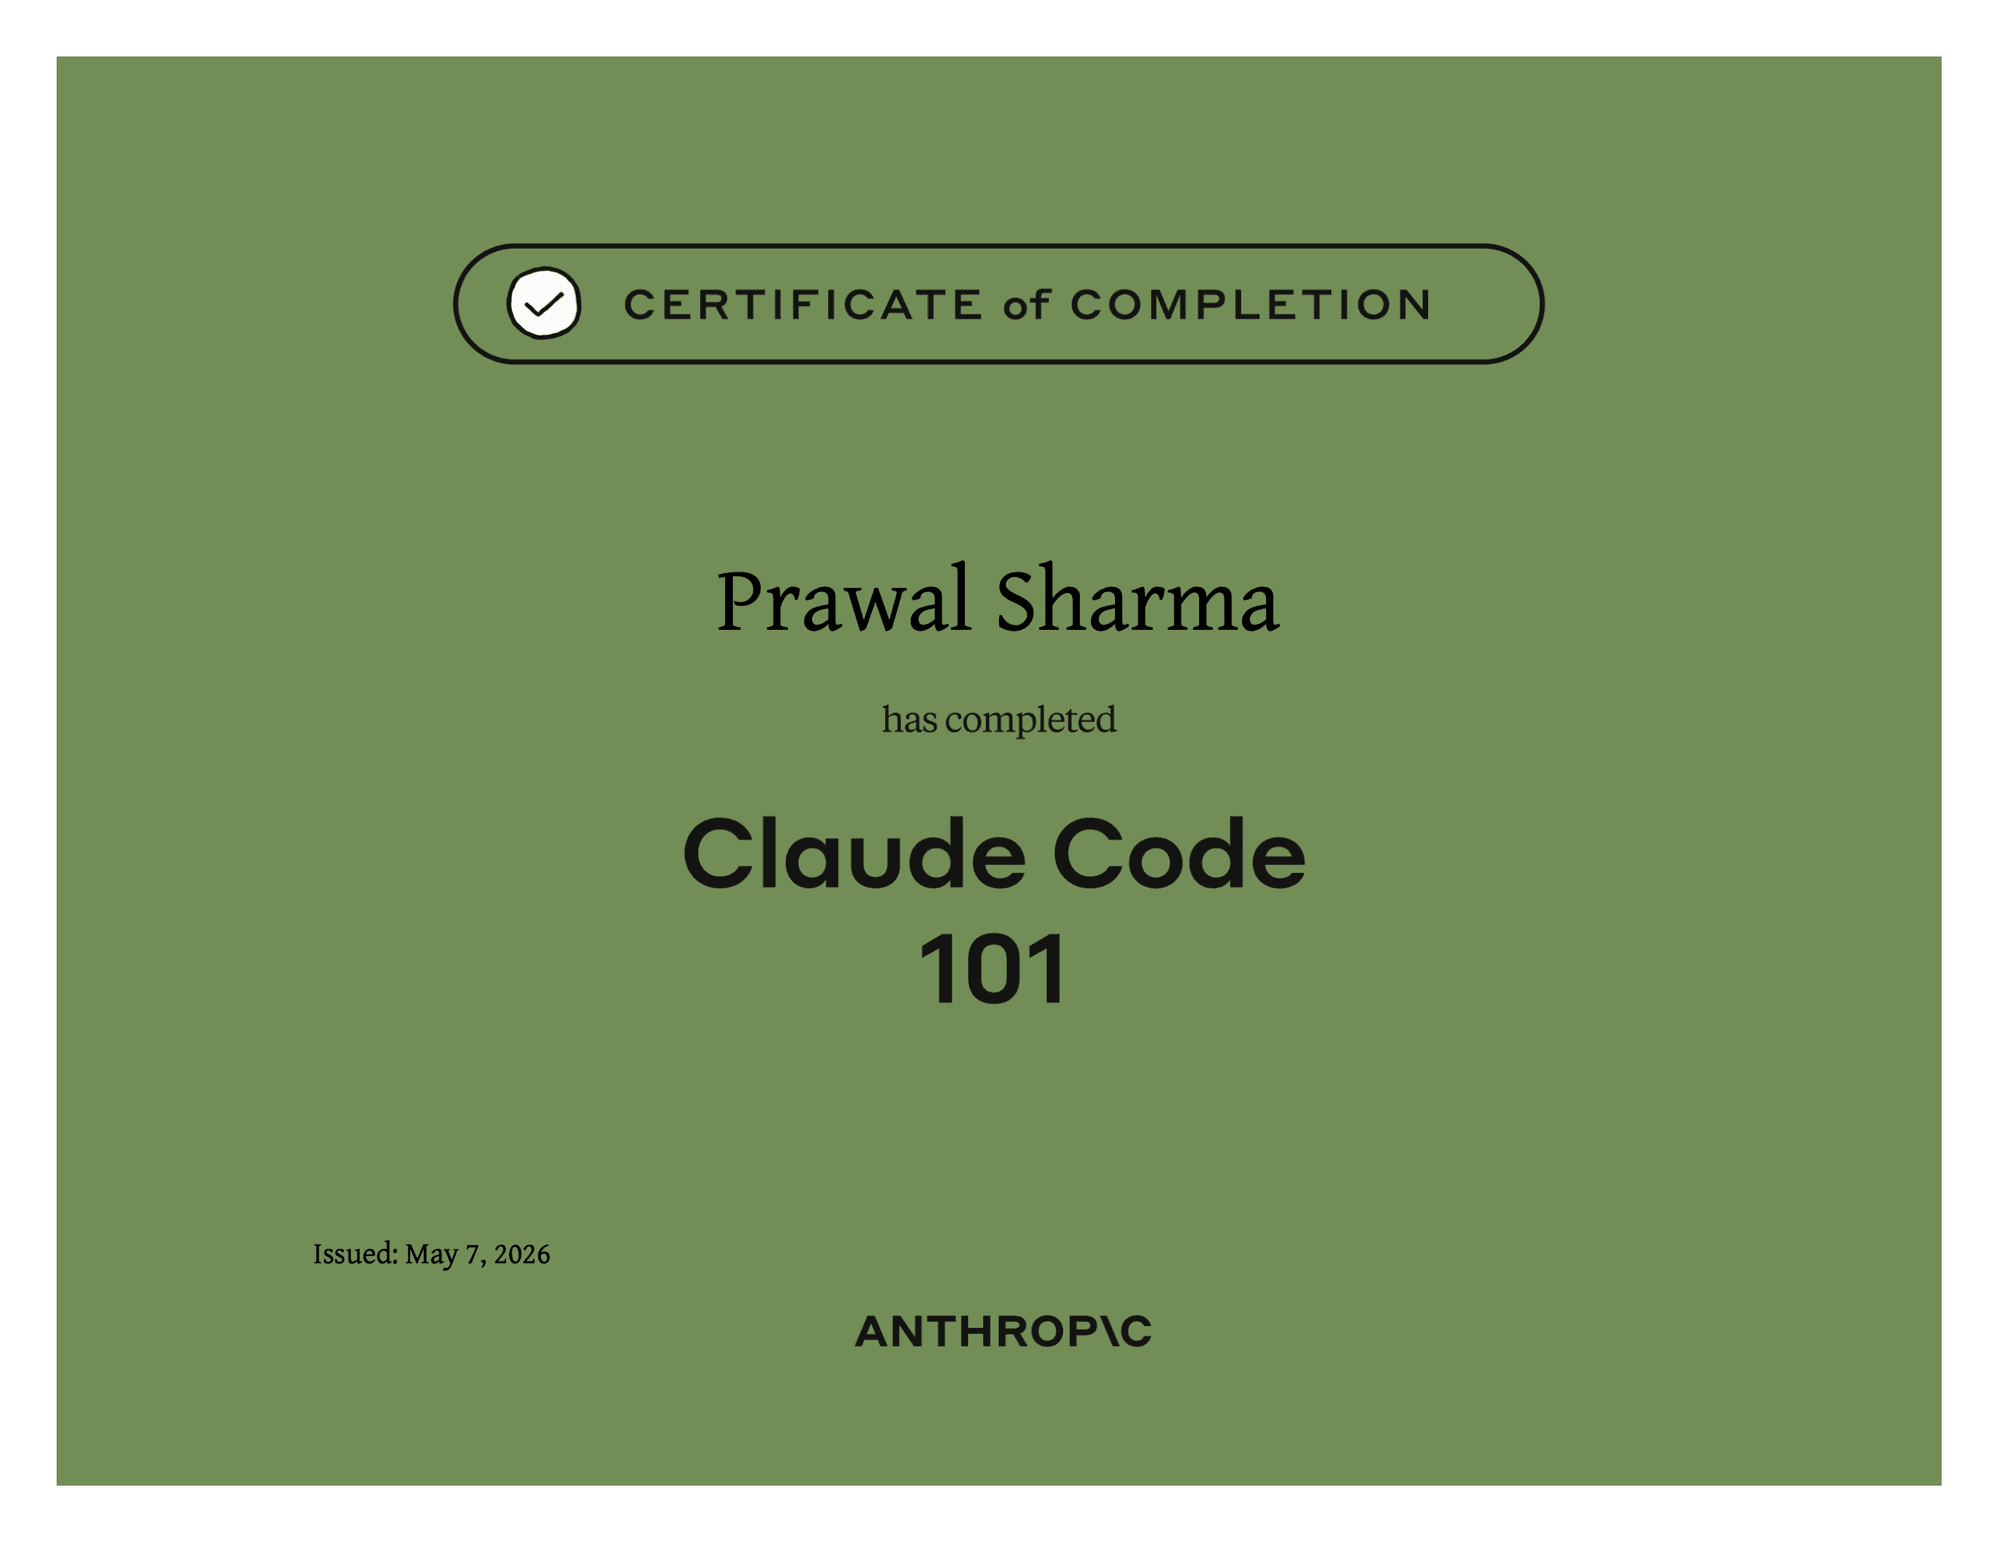 CERTIFICATE of COMPLETION
Prawal Sharma
has completed
Claude Code
101
Issued: May 7, 2026
ANTHROP\C